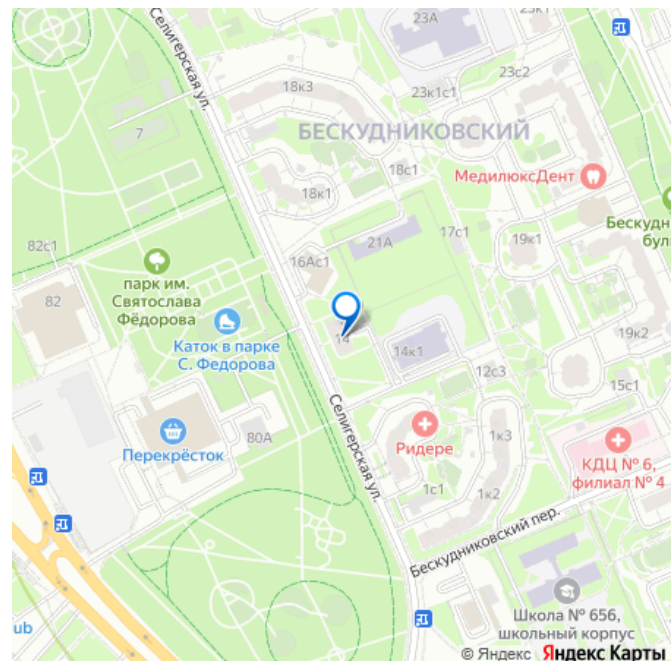 Селигерская ул.
23А
23с2
18к3
23к1с1
7
БЕСКУДНИКОВСКИЙ
18с1
МедилюксДент
18к1
82с1
21А
17с1
19к1
Бескудн
бул
16Ас1
82
парк им.
Святослава
Фёдорова
Каток в парке
С. Федорова
14
14к1
19к2
12с3
15с1
Селигерская ул.
Перекрёсток
80А
Ридере
1к3
КДЦ № 6,
филиал № 4
1с1
1к2
Бескудниковский пер.
Школа № 656,
школьный корпус
ub
© Яндекс Яндекс Карты